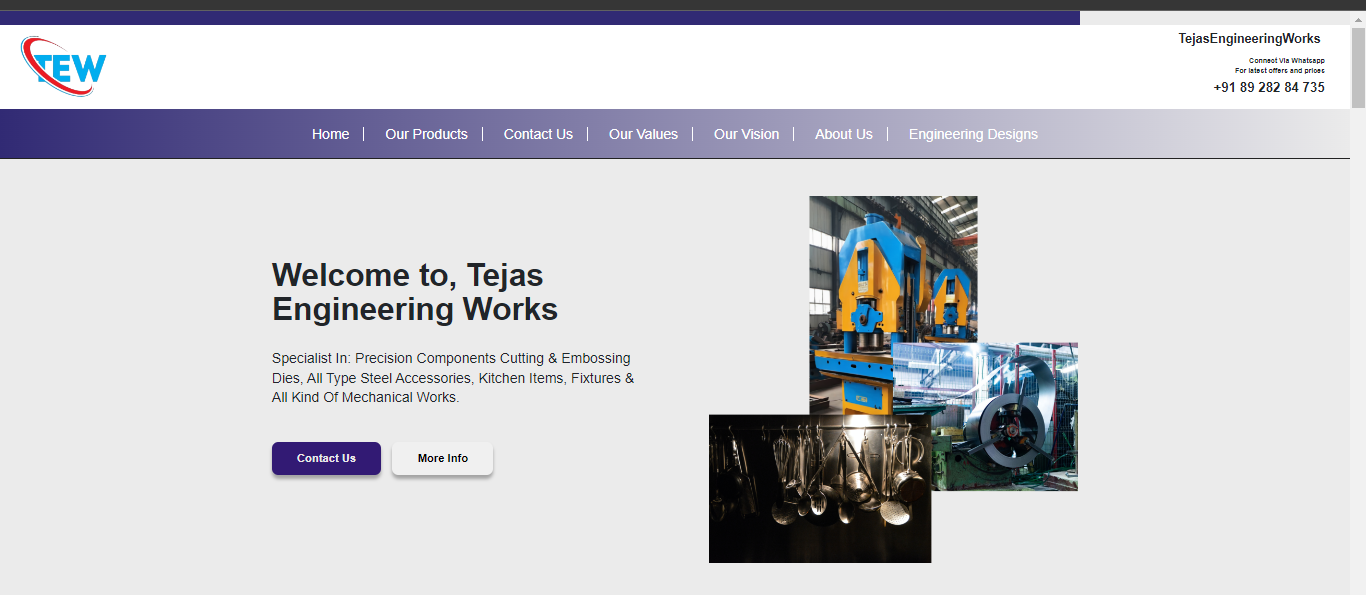 TEW
TejasEngineeringWorks
Connect Via Whatsapp
For latest offers and prices
+91 89 282 84 735
Home
Our Products
Contact Us
Our Values
Our Vision
About Us
Engineering Designs
Welcome to, Tejas
Engineering Works
Specialist In: Precision Components Cutting & Embossing
Dies, All Type Steel Accessories, Kitchen Items, Fixtures &
All Kind Of Mechanical Works.
Contact Us
More Info